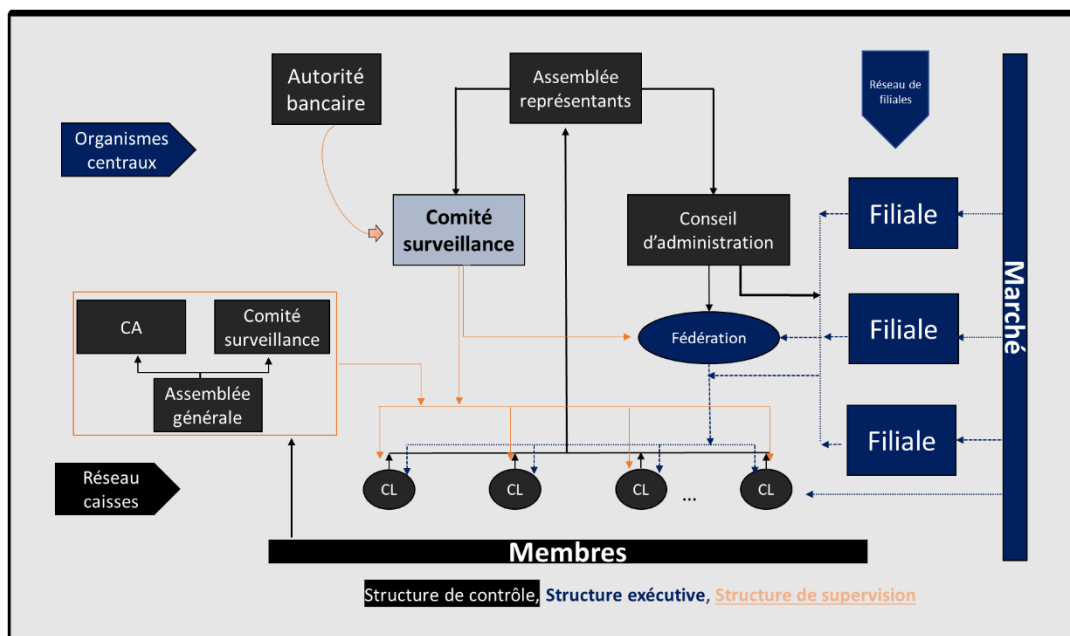 Autorité
bancaire
Assemblée
représentants
Réseau de
filiales
Organismes
centraux
Comité
surveillance
Conseil
d’administration
Filiale
CA
Comité
surveillance
Assemblée
générale
Fédération
Filiale
Marché
Filiale
Réseau
caisses
CL
CL
CL
...
CL
Membres
Structure de contrôle, Structure exécutive, Structure de supervision